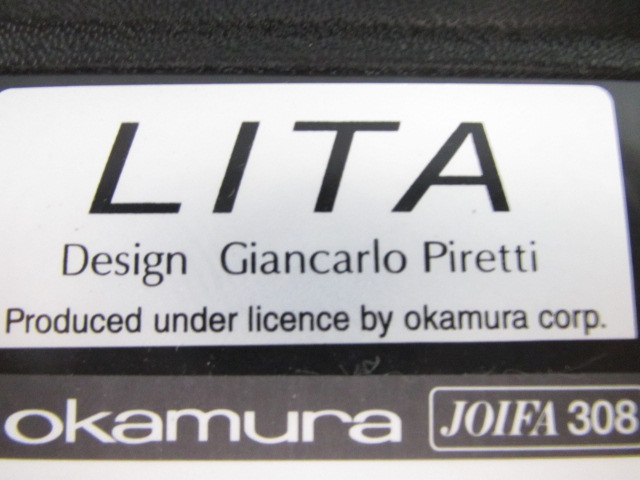 LITA
Design Giancarlo Piretti
Produced under licence by okamura corp.
okamura JOIFA 308